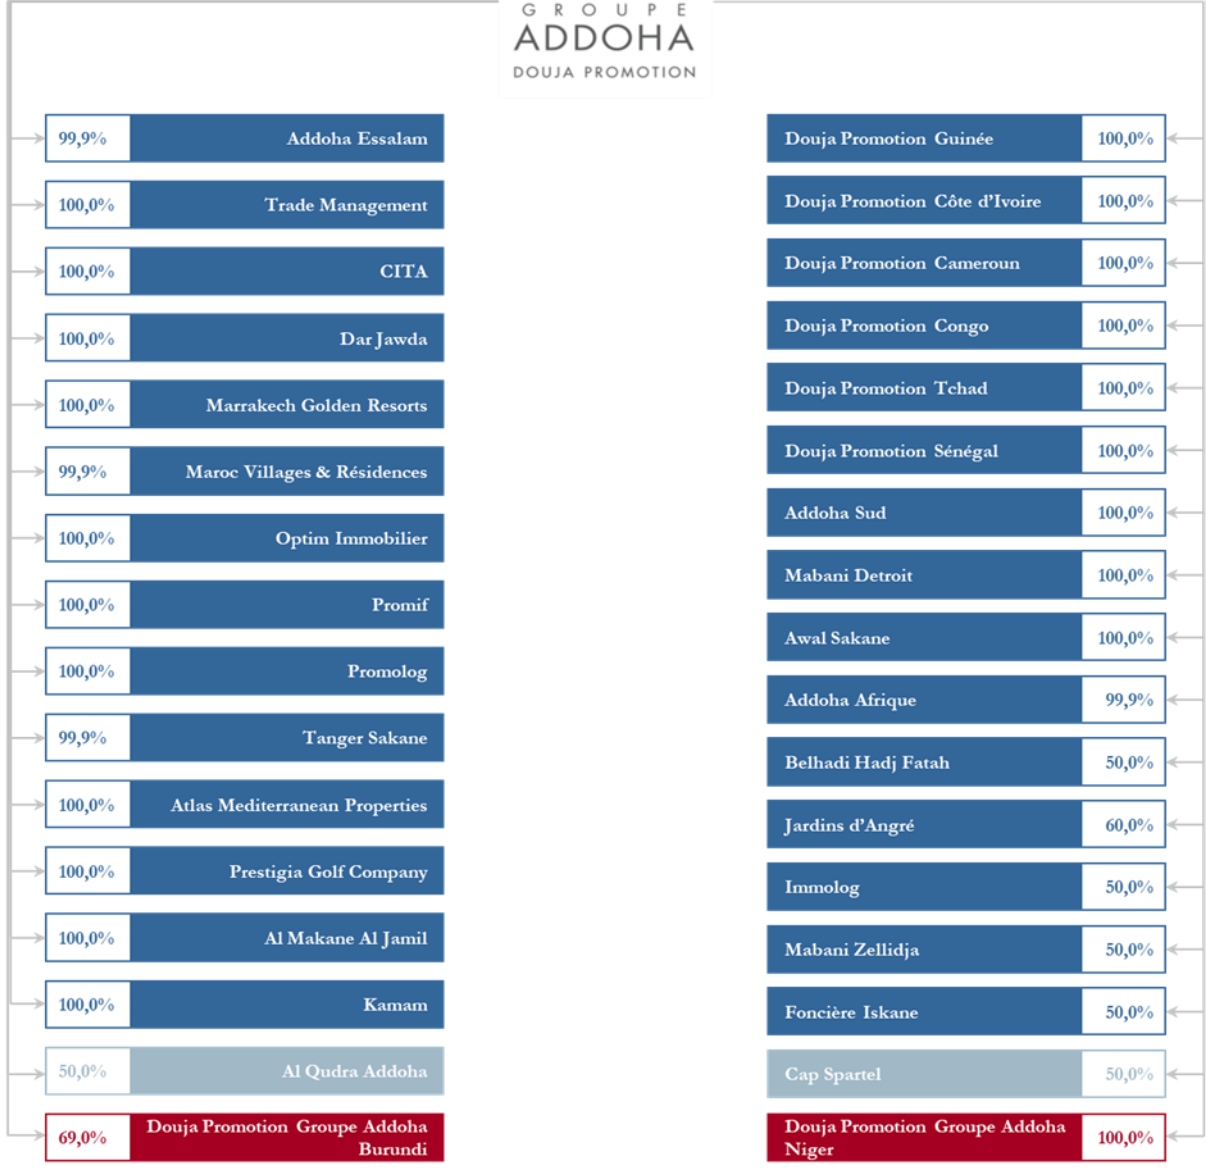 GROUPE
ADDOHA
DOUJA PROMOTION
99,9% Addoha Essalam
100,0% Trade Management
100,0% CITA
100,0% Dar Jawda
100,0% Marrakech Golden Resorts
99,9% Maroc Villages & Résidences
100,0% Optim Immobilier
100,0% Promif
100,0% Promolog
99,9% Tanger Sakane
100,0% Atlas Mediterranean Properties
100,0% Prestigia Golf Company
100,0% Al Makane Al Jamil
100,0% Kamam
50,0% Al Qudra Addoha
69,0% Douja Promotion Groupe Addoha
Burundi
Douja Promotion Guinée 100,0%
Douja Promotion Côte d’Ivoire 100,0%
Douja Promotion Cameroun 100,0%
Douja Promotion Congo 100,0%
Douja Promotion Tchad 100,0%
Douja Promotion Sénégal 100,0%
Addoha Sud 100,0%
Mabani Detroit 100,0%
Awal Sakane 100,0%
Addoha Afrique 99,9%
Belhadi Hadj Fatah 50,0%
Jardins d’Angré 60,0%
Immolog 50,0%
Mabani Zellidja 50,0%
Foncière Iskane 50,0%
Cap Spartel 50,0%
Douja Promotion Groupe Addoha 100,0%
Niger